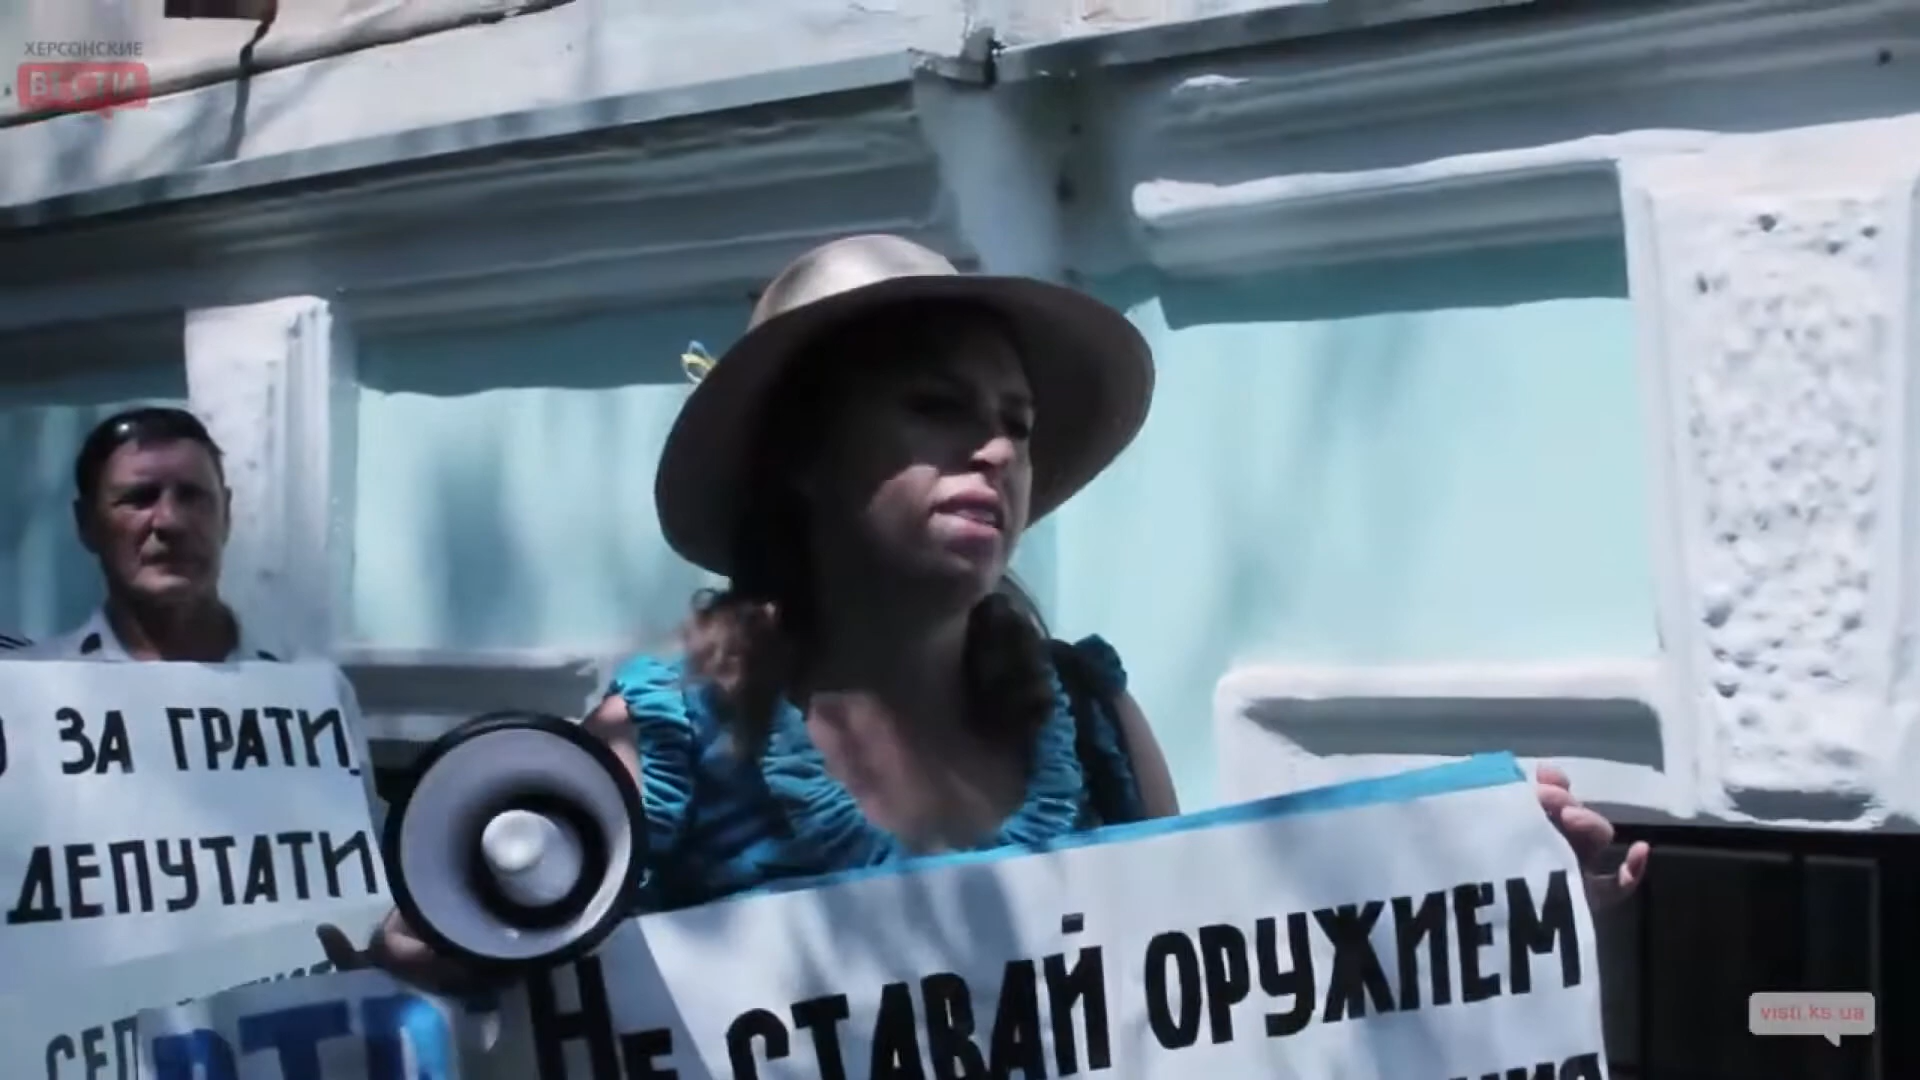 ХЕРСОНСКИЕ
ВЕСТИ
ЗА ГРАТИ,
ДЕПУТАТИ
НЕ СТАВАЙ ОРУЖИЕМ
visti.ks.ua